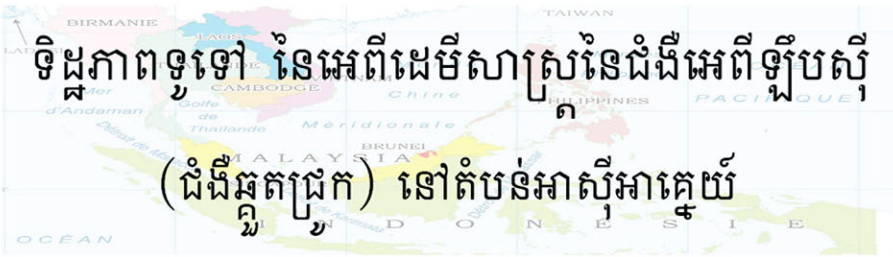 TAIWAN
BIRMANIE
LAOS
ទិដ្ឋភាពទូទៅ នៃអេពីដេមីសាស្ត្រនៃជំងឺអេពីឡឹបស៊ី
CAMBODGE
PHILIPPINES
PACIFIQUE
Mer
d'Andaman
Golfe
de
Thaïlande
Chine
Méridionale
BRUNEI
MALAYSIA
(ជំងឺឆ្គួតជ្រូក) នៅតំបន់អាស៊ីអាគ្នេយ៍
INDONESIE
OCÉAN